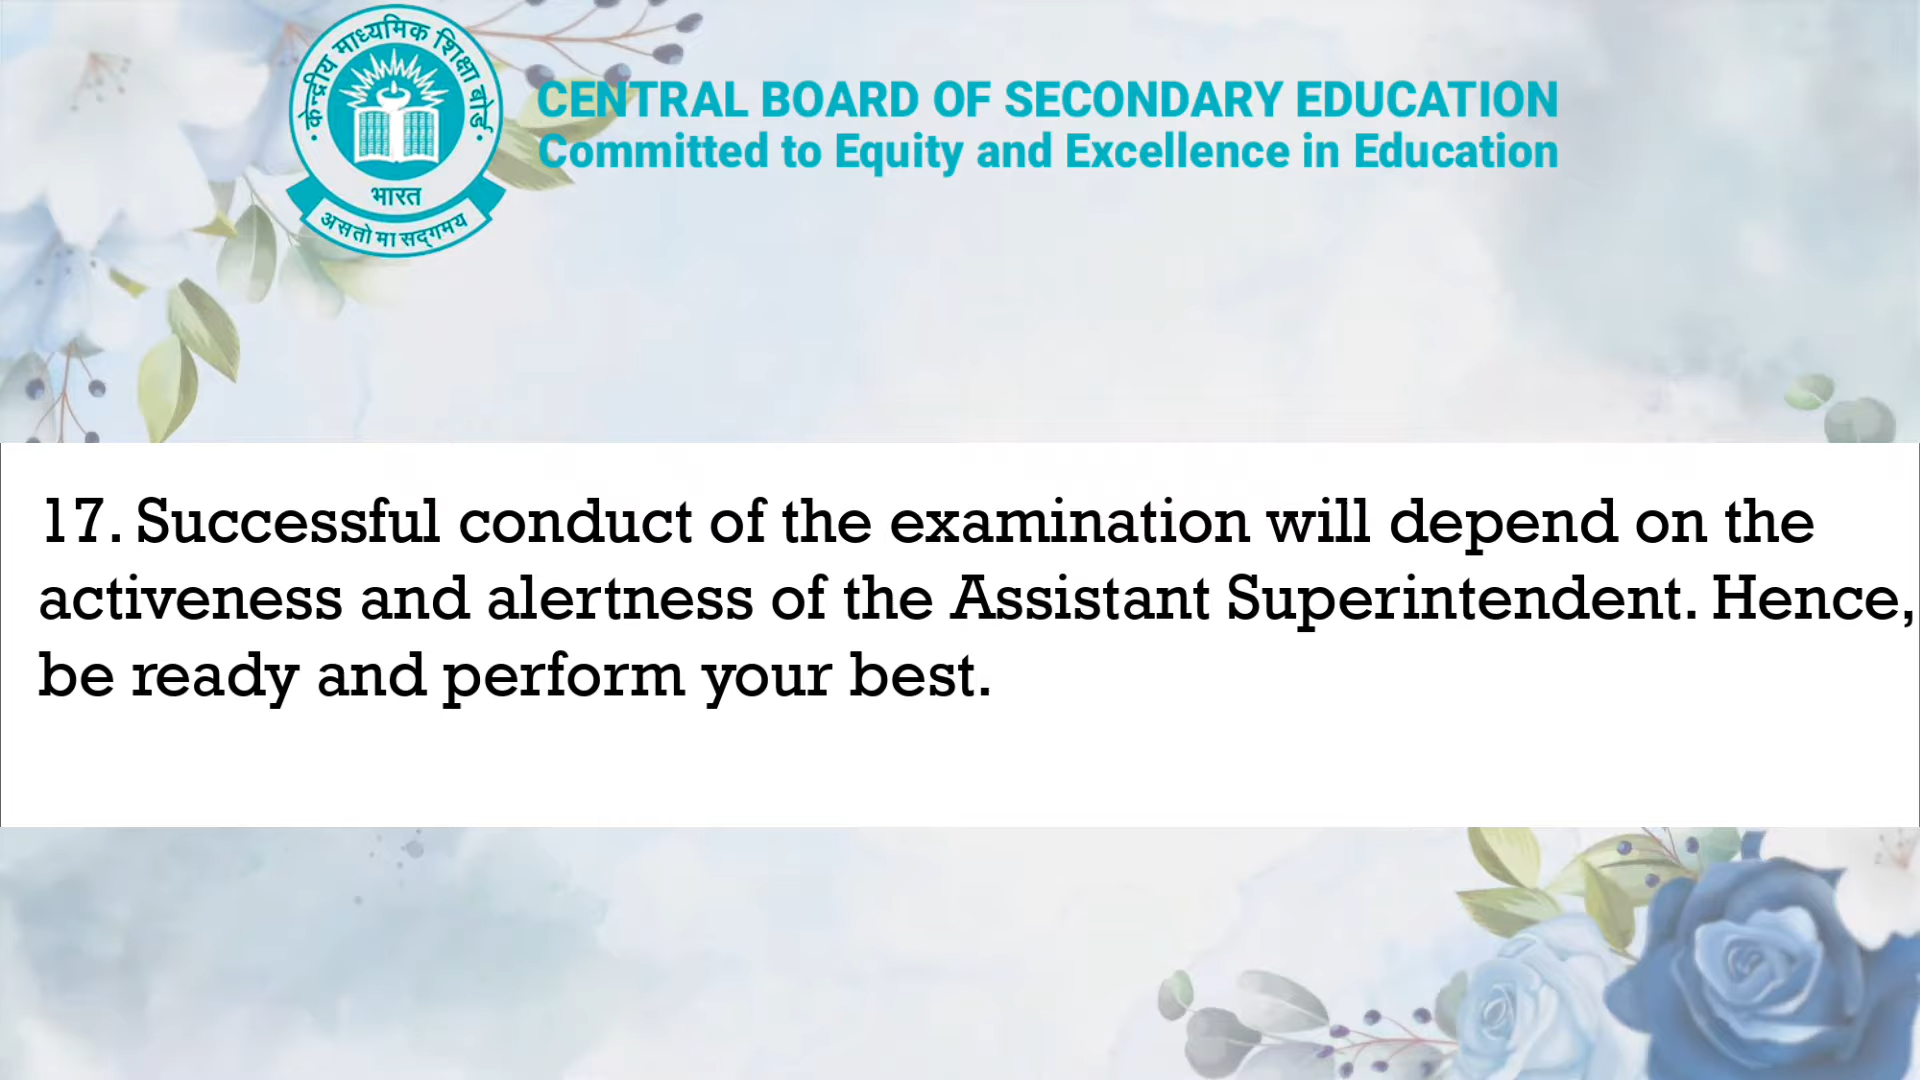 केन्द्रीय माध्यमिक शिक्षा बोर्ड
भारत
असतो मा सद्गमय
CENTRAL BOARD OF SECONDARY EDUCATION
Committed to Equity and Excellence in Education
17. Successful conduct of the examination will depend on the
activeness and alertness of the Assistant Superintendent. Hence,
be ready and perform your best.